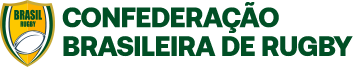 BRASIL
RUGBY
CONFEDERAÇÃO
BRASILEIRA DE RUGBY